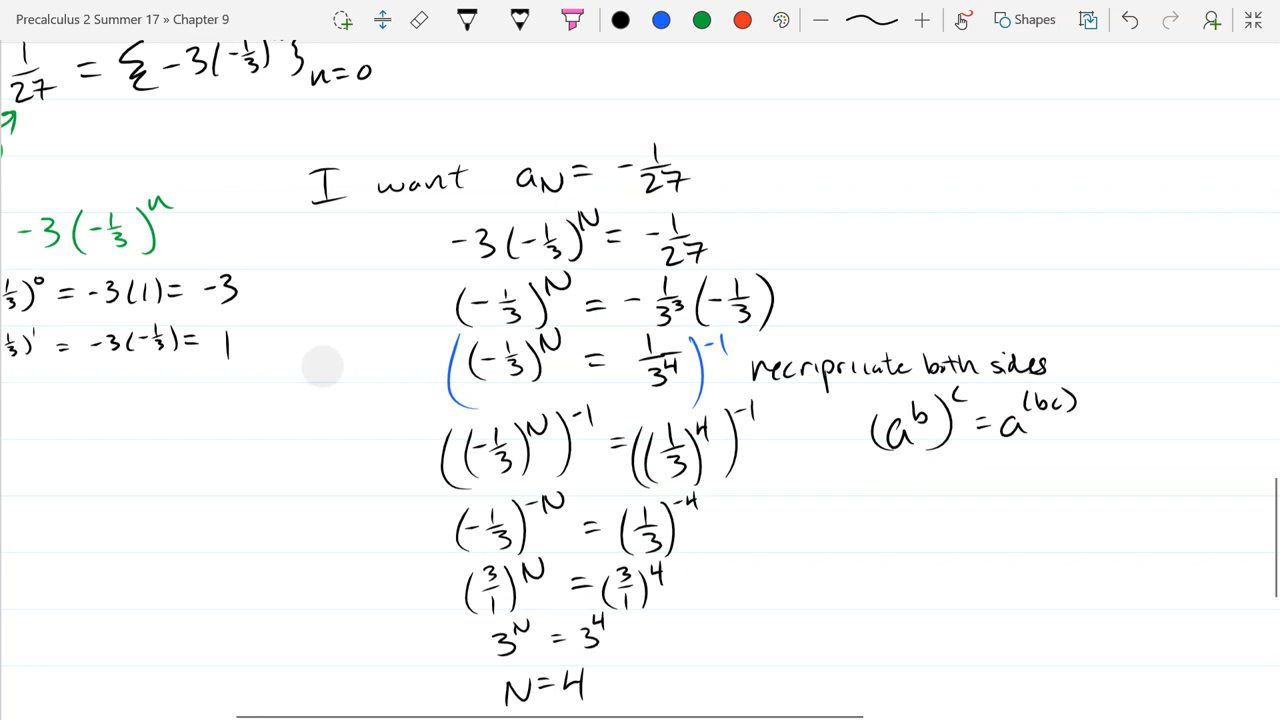 Precalculus 2 Summer 17 » Chapter 9
Shapes
1/27 = {-3(-1/3) }n=0
I want aN = -1/27
-3(-1/3)^n
-3(-1/3)^N = -1/27
1/3)^0 = -3(1) = -3
(-1/3)^N = -1/3^3 (-1/3)
1/3)^1 = -3(-1/3) = 1
((-1/3)^N = 1/3^4)^-1 recripricate both sides
((-1/3)^N)^-1 = ((1/3)^4)^-1
(a^b)^c = a^(bc)
(-1/3)^-N = (1/3)^-4
(3/1)^N = (3/1)^4
3^N = 3^4
N=4